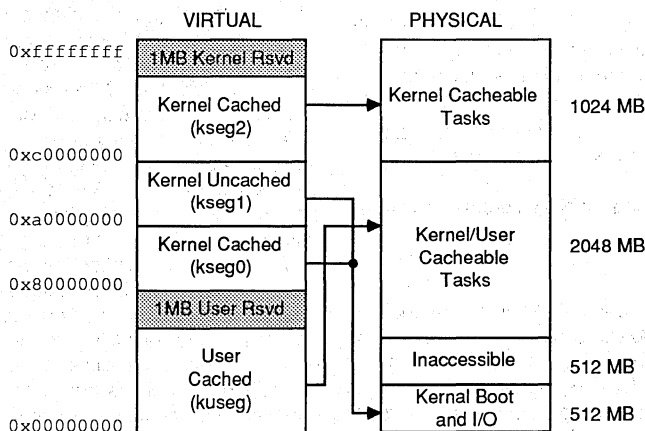 VIRTUAL
PHYSICAL
0xffffffff
1MB Kernel Rsvd
Kernel Cached
(kseg2)
Kernel Cacheable
Tasks
1024 MB
0xc0000000
Kernel Uncached
(kseg1)
0xa0000000
Kernel Cached
(kseg0)
Kernel/User
Cacheable
Tasks
2048 MB
0x80000000
1MB User Rsvd
User
Cached
(kuseg)
Inaccessible
512 MB
Kernal Boot
and I/O
512 MB
0x00000000